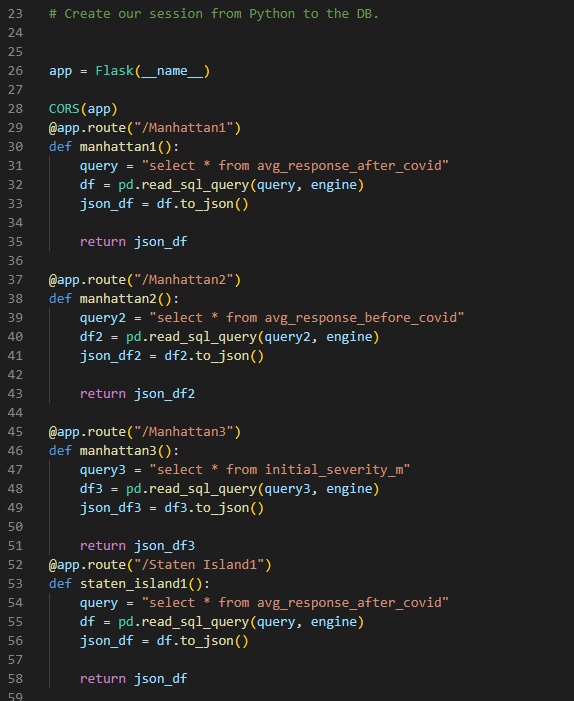 23 # Create our session from Python to the DB.
24
25
26 app = Flask(__name__)
27
28 CORS(app)
29 @app.route("/Manhattan1")
30 def manhattan1():
31     query = "select * from avg_response_after_covid"
32     df = pd.read_sql_query(query, engine)
33     json_df = df.to_json()
34
35     return json_df
36
37 @app.route("/Manhattan2")
38 def manhattan2():
39     query2 = "select * from avg_response_before_covid"
40     df2 = pd.read_sql_query(query2, engine)
41     json_df2 = df2.to_json()
42
43     return json_df2
44
45 @app.route("/Manhattan3")
46 def manhattan3():
47     query3 = "select * from initial_severity_m"
48     df3 = pd.read_sql_query(query3, engine)
49     json_df3 = df3.to_json()
50
51     return json_df3
52 @app.route("/Staten Island1")
53 def staten_island1():
54     query = "select * from avg_response_after_covid"
55     df = pd.read_sql_query(query, engine)
56     json_df = df.to_json()
57
58     return json_df
59